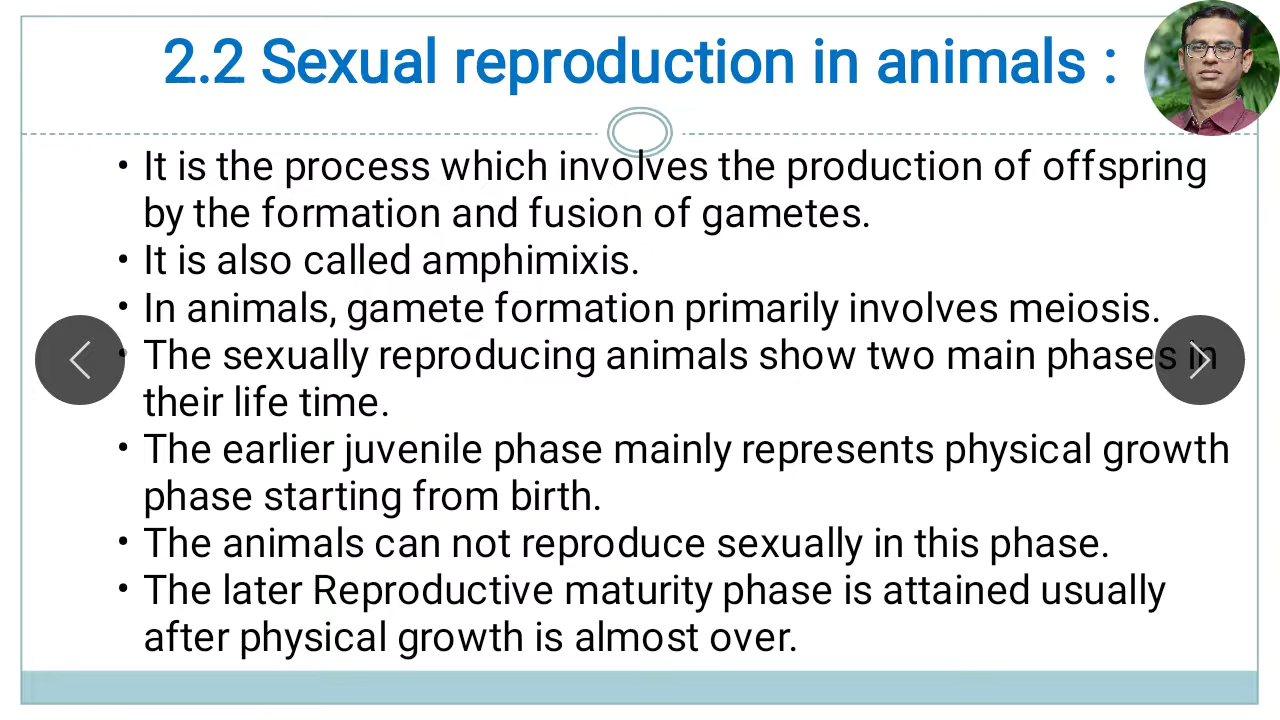 2.2 Sexual reproduction in animals :
• It is the process which involves the production of offspring
by the formation and fusion of gametes.
• It is also called amphimixis.
• In animals, gamete formation primarily involves meiosis.
• The sexually reproducing animals show two main phases in
their life time.
• The earlier juvenile phase mainly represents physical growth
phase starting from birth.
• The animals can not reproduce sexually in this phase.
• The later Reproductive maturity phase is attained usually
after physical growth is almost over.